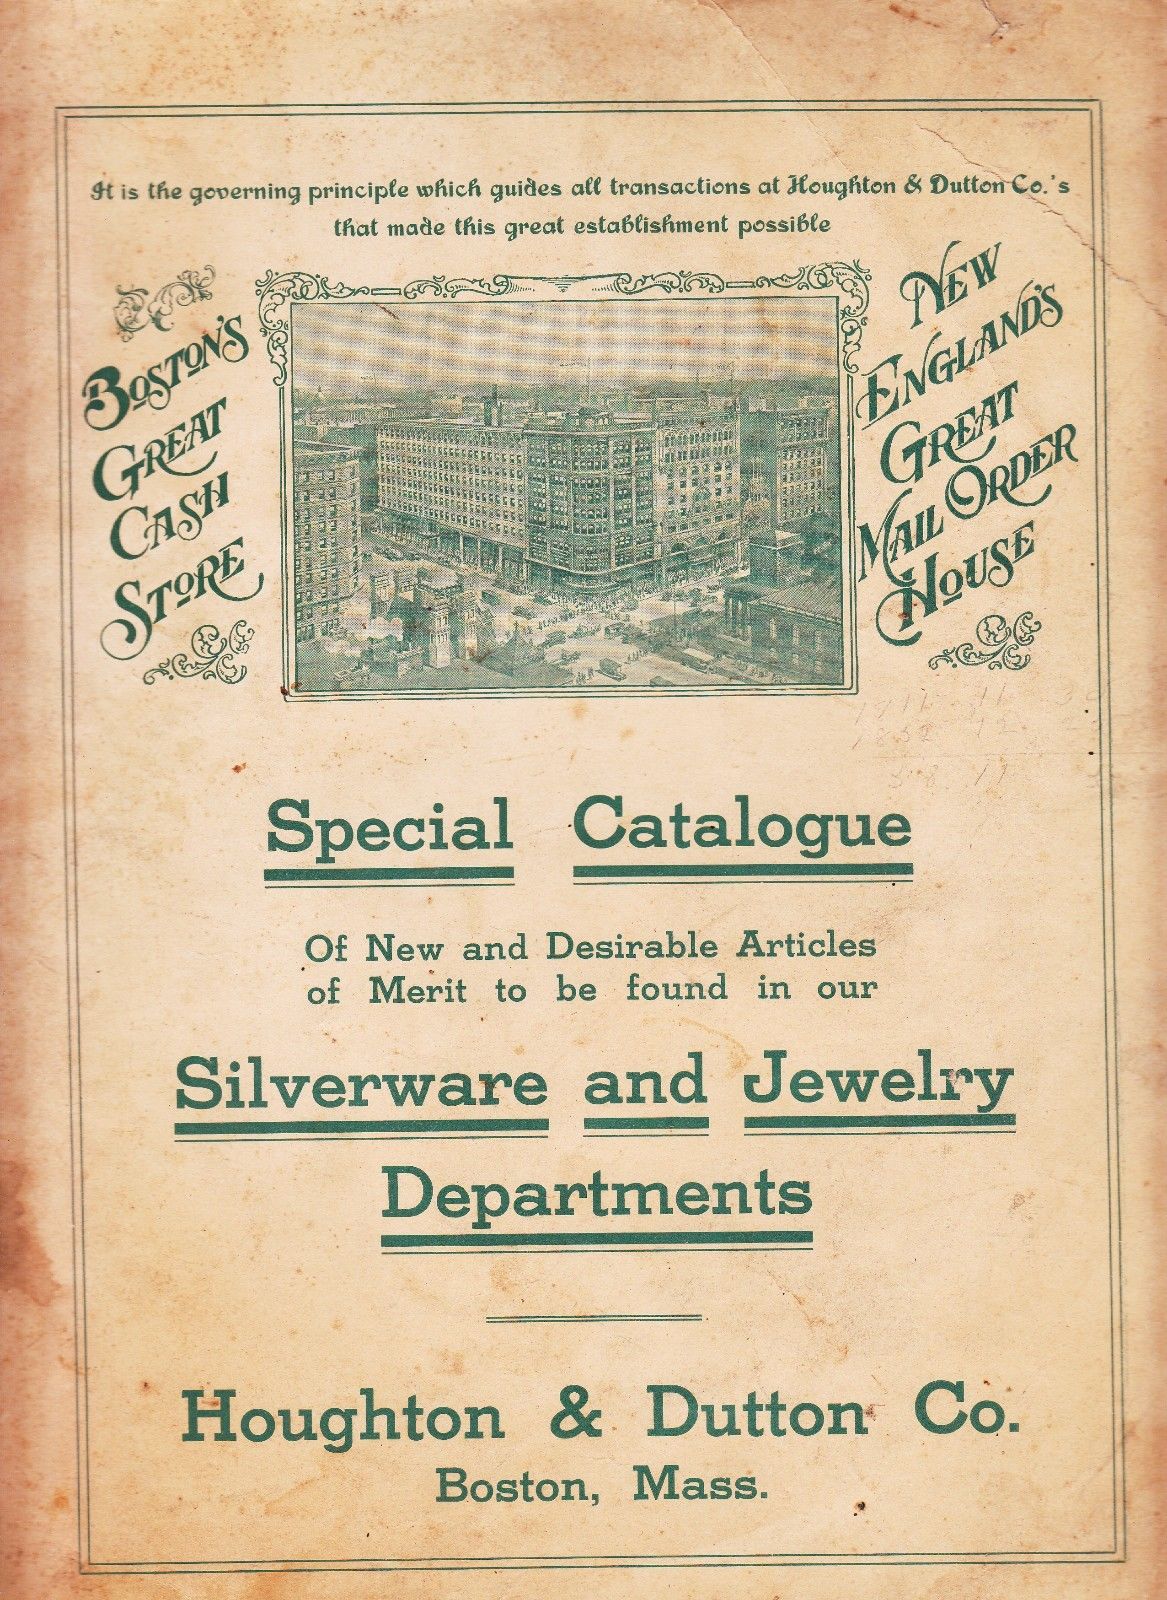 It is the governing principle which guides all transactions at Houghton & Dutton Co.'s
that made this great establishment possible
Boston's
Great
Cash
Store
New
England's
Great
Mail Order
House
Special Catalogue
Of New and Desirable Articles
of Merit to be found in our
Silverware and Jewelry
Departments
Houghton & Dutton Co.
Boston, Mass.